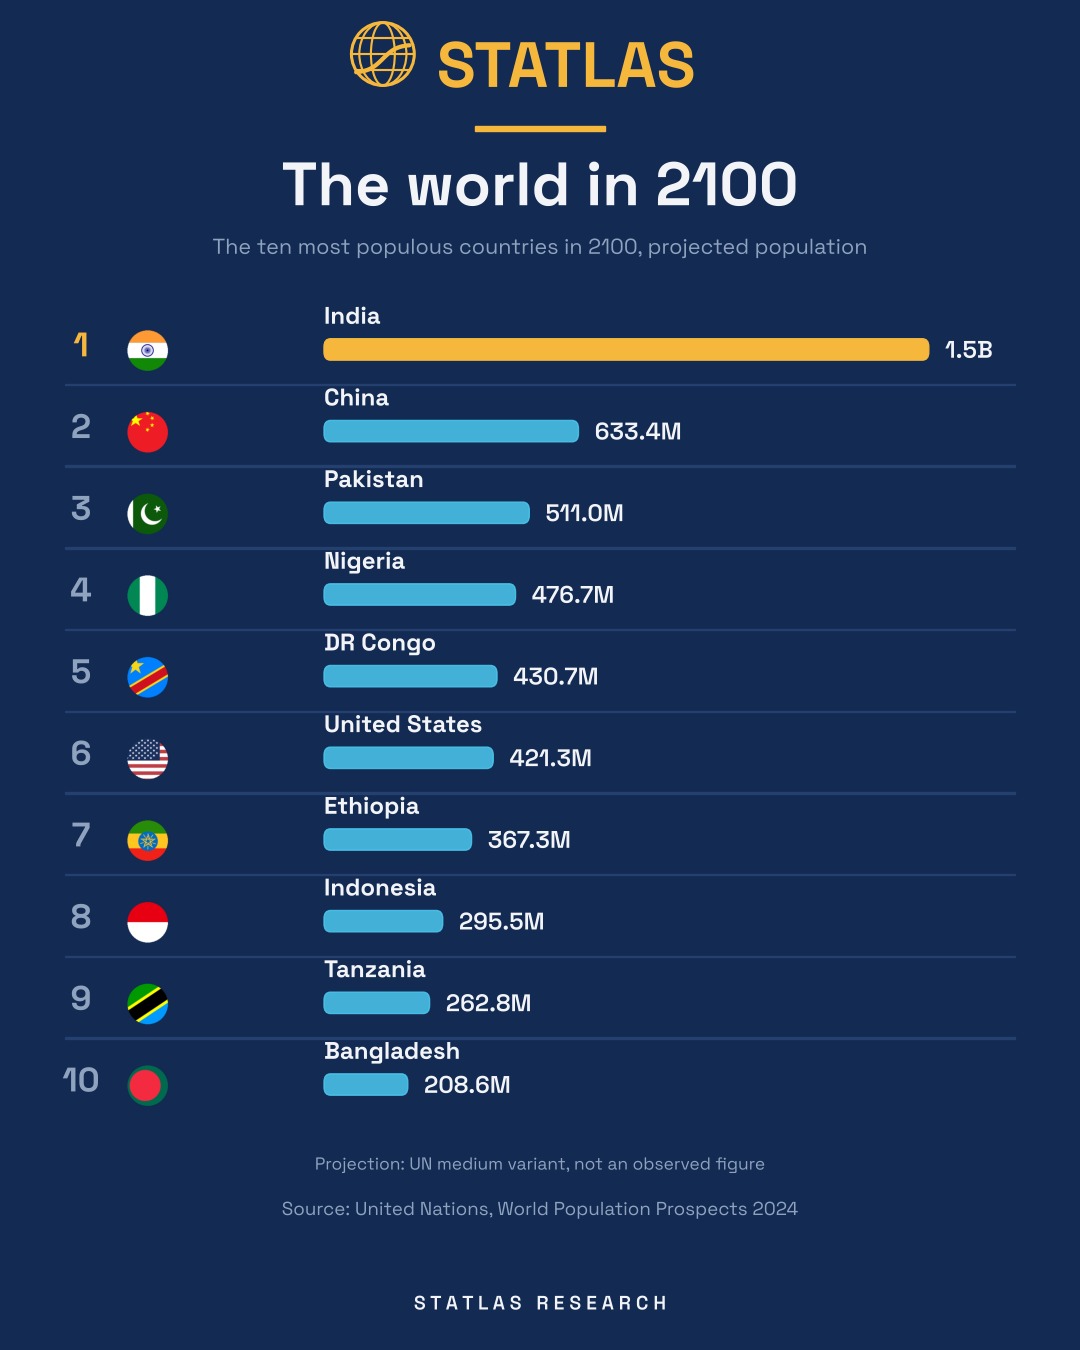 STATLAS
The world in 2100
The ten most populous countries in 2100, projected population
India
1 1.5B
China
2 633.4M
Pakistan
3 511.0M
Nigeria
4 476.7M
DR Congo
5 430.7M
United States
6 421.3M
Ethiopia
7 367.3M
Indonesia
8 295.5M
Tanzania
9 262.8M
Bangladesh
10 208.6M
Projection: UN medium variant, not an observed figure
Source: United Nations, World Population Prospects 2024
STATLAS RESEARCH